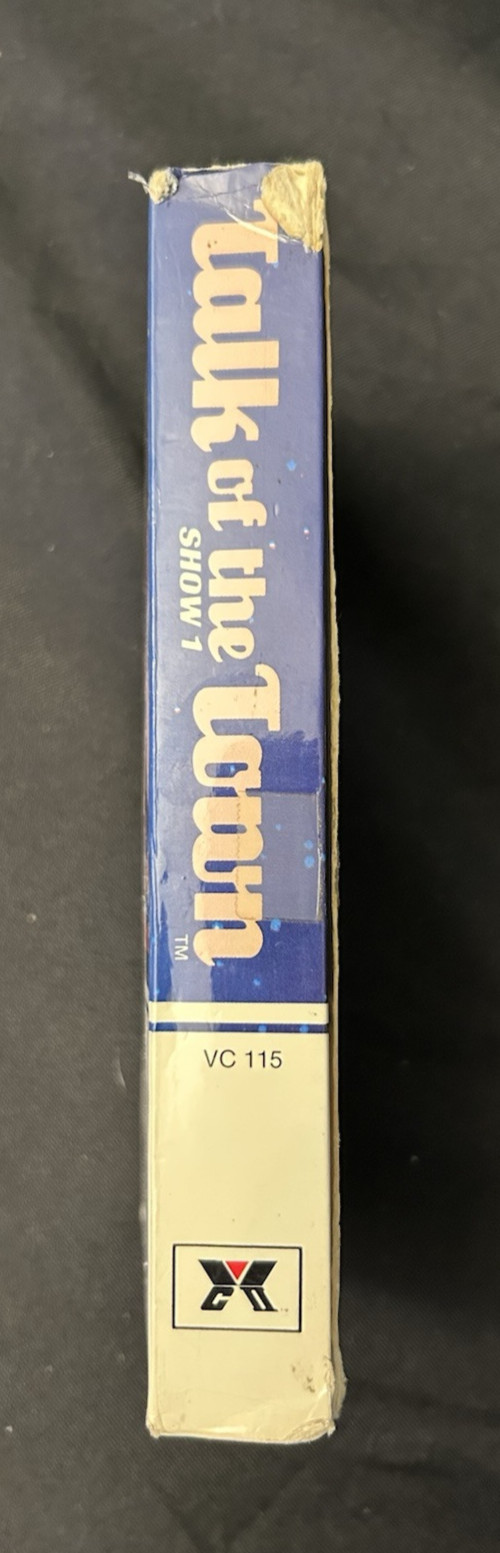 Talk of the Town TM
SHOW 1
VC 115